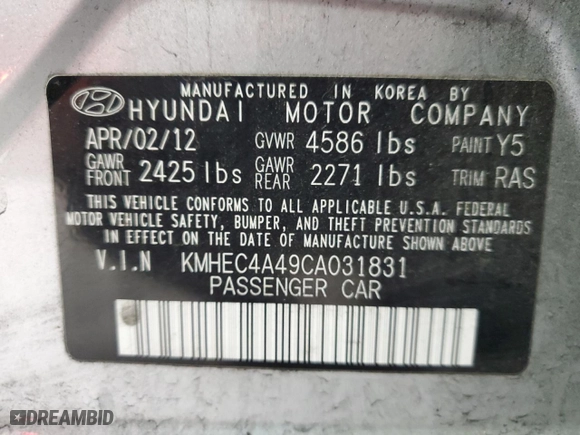 MANUFACTURED IN KOREA BY
HYUNDAI MOTOR COMPANY
APR/02/12 GVWR 4586 lbs PAINT Y5
GAWR FRONT 2425 lbs GAWR REAR 2271 lbs TRIM RAS
THIS VEHICLE CONFORMS TO ALL APPLICABLE U.S.A. FEDERAL
MOTOR VEHICLE SAFETY, BUMPER, AND THEFT PREVENTION STANDARDS
IN EFFECT ON THE DATE OF MANUFACTURE SHOWN ABOVE.
V.I.N KMHEC4A49CA031831
PASSENGER CAR
DREAMBID